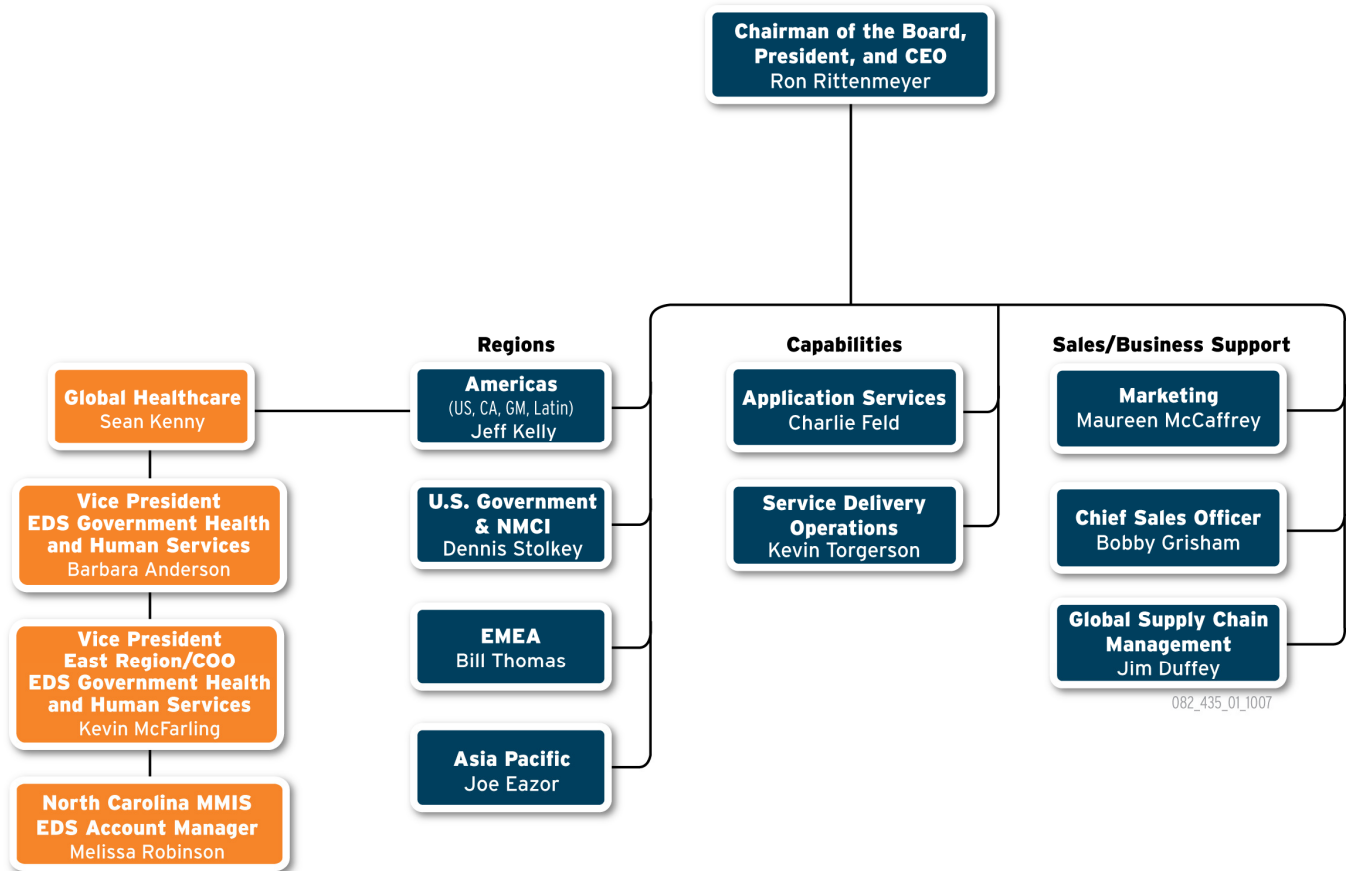 Chairman of the Board,
President, and CEO
Ron Rittenmeyer
Regions
Americas
(US, CA, GM, Latin)
Jeff Kelly
U.S. Government
& NMCI
Dennis Stolkey
EMEA
Bill Thomas
Asia Pacific
Joe Eazor
Capabilities
Application Services
Charlie Feld
Service Delivery
Operations
Kevin Torgerson
Sales/Business Support
Marketing
Maureen McCaffrey
Chief Sales Officer
Bobby Grisham
Global Supply Chain
Management
Jim Duffey
082_435_01_1007
Global Healthcare
Sean Kenny
Vice President
EDS Government Health
and Human Services
Barbara Anderson
Vice President
East Region/COO
EDS Government Health
and Human Services
Kevin McFarling
North Carolina MMIS
EDS Account Manager
Melissa Robinson